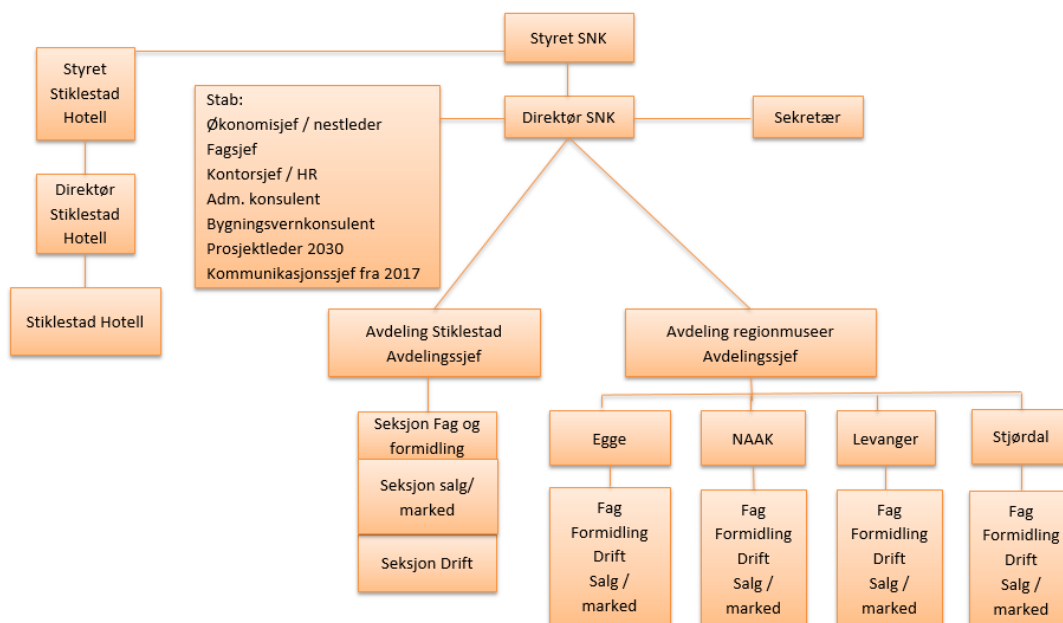 Styret SNK
Styret
Stiklestad
Hotell
Stab:
Økonomisjef / nestleder
Fagsjef
Kontorsjef / HR
Adm. konsulent
Bygningsvernkonsulent
Prosjektleder 2030
Kommunikasjonssjef fra 2017
Direktør SNK
Sekretær
Direktør
Stiklestad
Hotell
Stiklestad Hotell
Avdeling Stiklestad
Avdelingssjef
Avdeling regionmuseer
Avdelingssjef
Seksjon Fag og
formidling
Seksjon salg/
marked
Seksjon Drift
Egge
NAAK
Levanger
Stjørdal
Fag
Formidling
Drift
Salg /
marked
Fag
Formidling
Drift
Salg /
marked
Fag
Formidling
Drift
Salg /
marked
Fag
Formidling
Drift
Salg /
marked